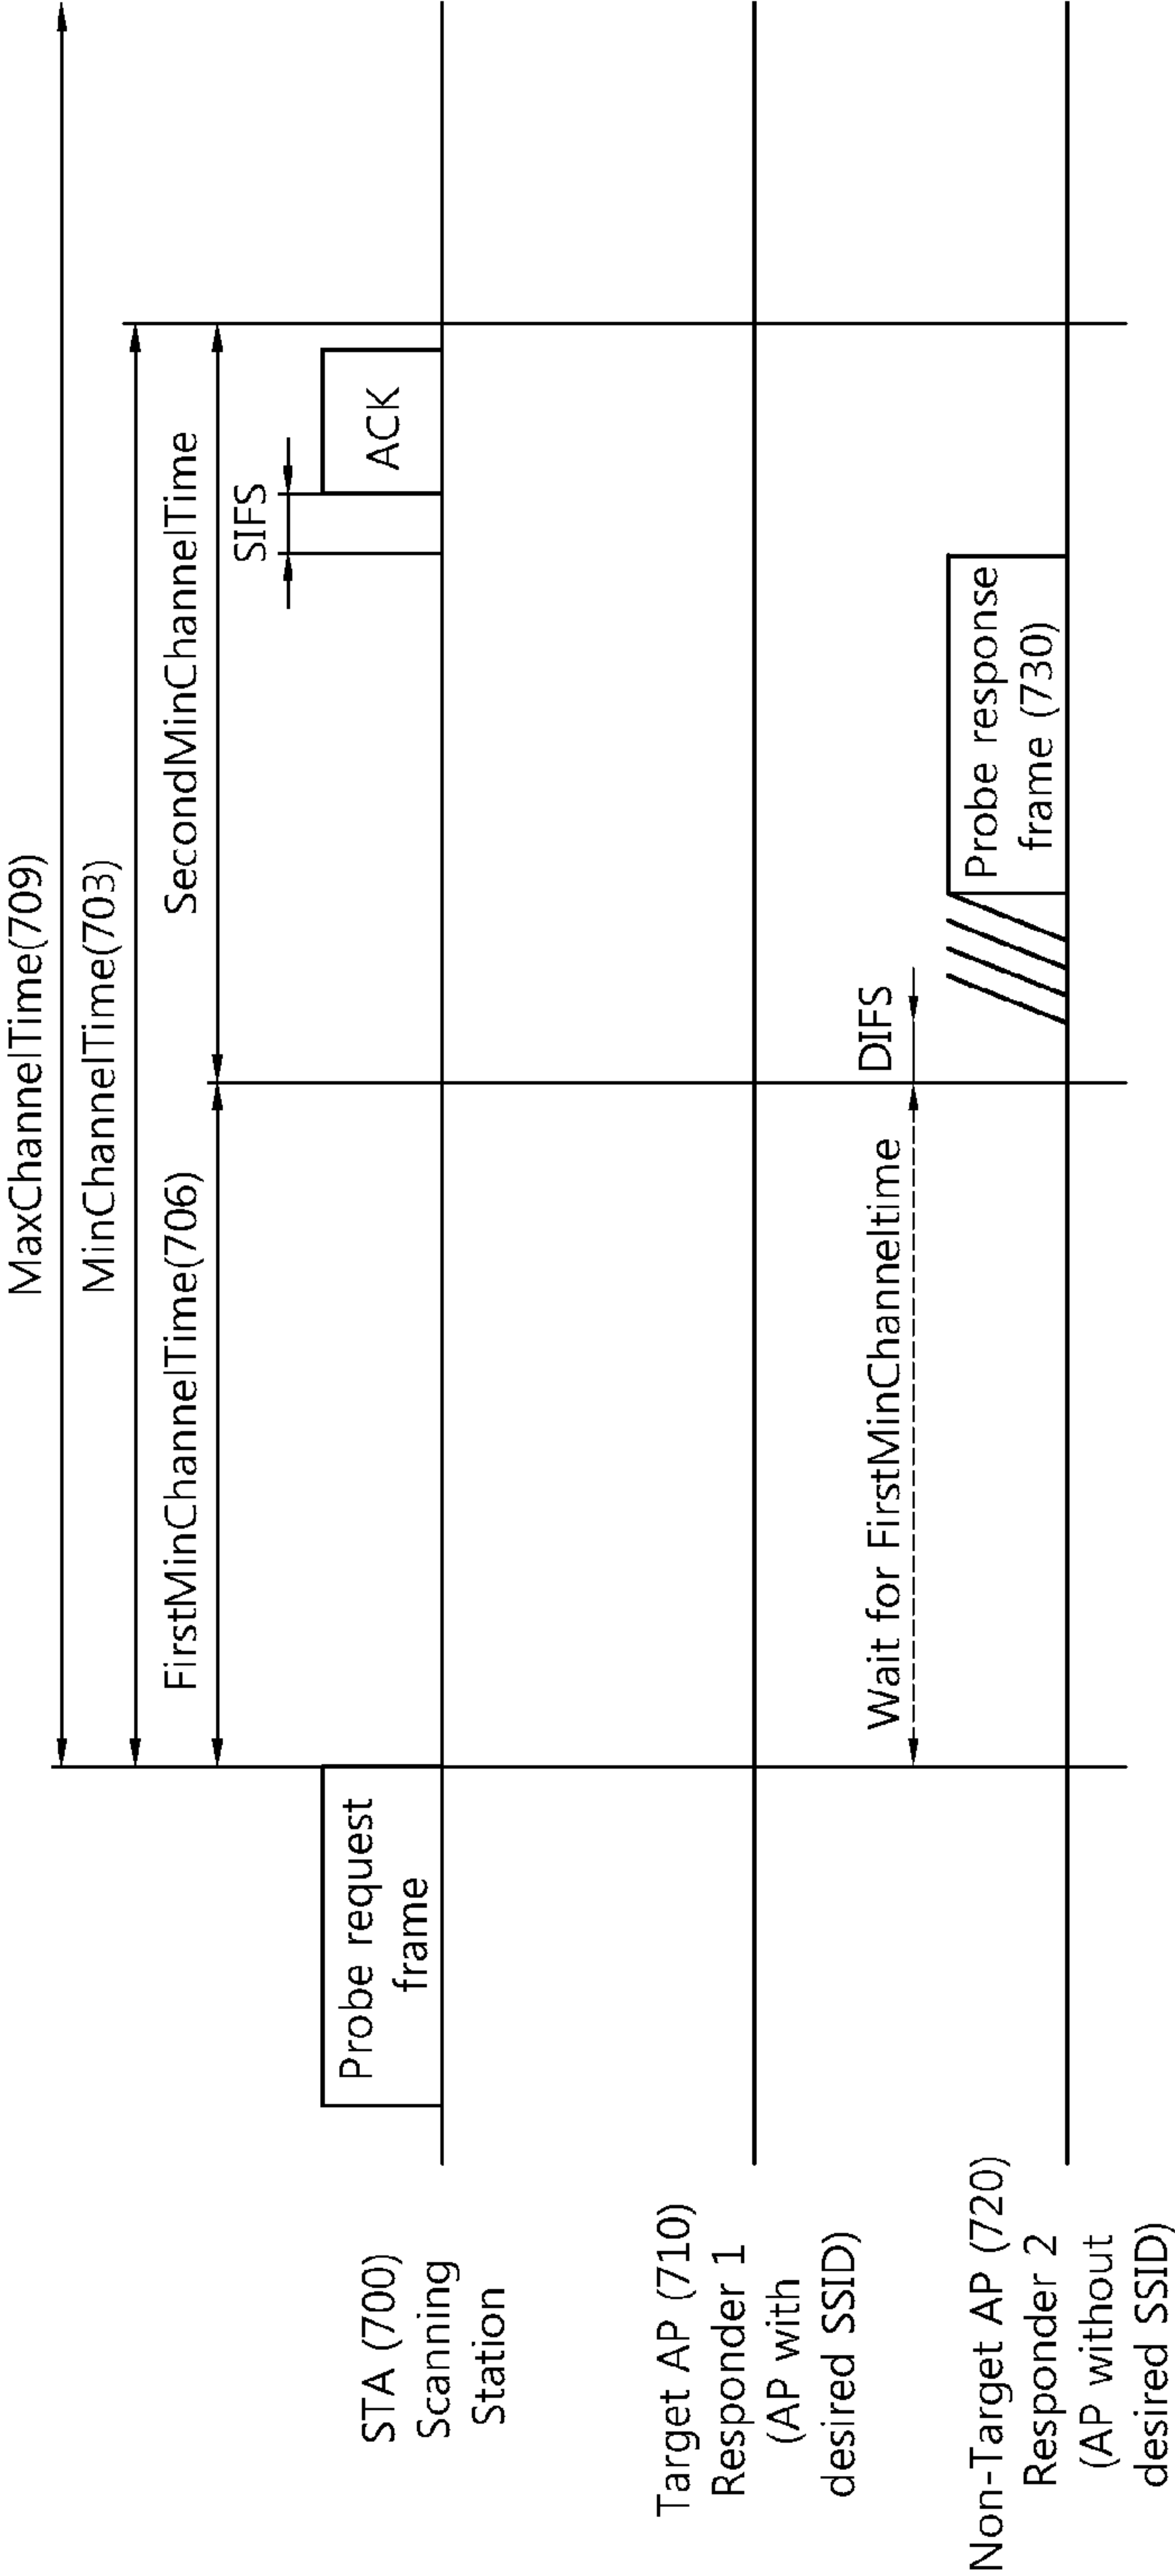 MaxChannelTime(709)
MinChannelTime(703)
FirstMinChannelTime(706)
SecondMinChannelTime
SIFS
STA (700)
Scanning
Station
Probe request
frame
ACK
Target AP (710)
Responder 1
(AP with
desired SSID)
Wait for FirstMinChanneltime
DIFS
Non-Target AP (720)
Responder 2
(AP without
desired SSID)
Probe response
frame (730)